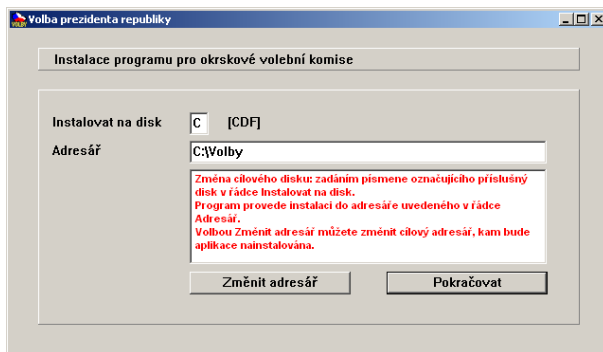 Volba prezidenta republiky
Instalace programu pro okrskové volební komise
Instalovat na disk C [CDF]
Adresář C:\Volby
Změna cílového disku: zadáním písmene označujícího příslušný
disk v řádce Instalovat na disk.
Program provede instalaci do adresáře uvedeného v řádce
Adresář.
Volbou Změnit adresář můžete změnit cílový adresář, kam bude
aplikace nainstalována.
Změnit adresář Pokračovat